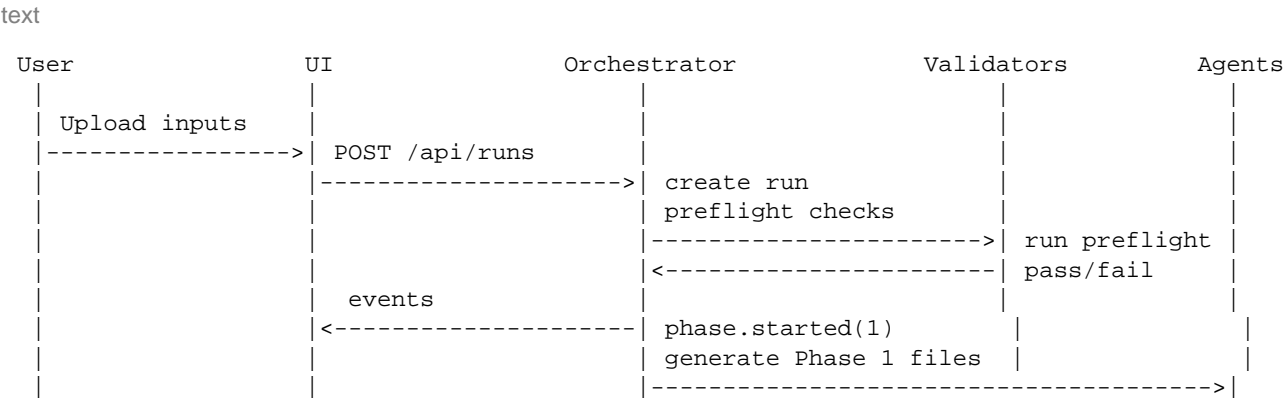 text
User                  UI                Orchestrator             Validators         Agents
 |                    |                       |                        |               |
 | Upload inputs      |                       |                        |               |
 |----------------->| POST /api/runs          |                        |               |
 |                  |--------------------->| create run             |               |
 |                  |                      | preflight checks       |               |
 |                  |                      |----------------------->| run preflight |
 |                  |                      |<-----------------------| pass/fail     |
 |                  | events               |                        |               |
 |                  |<---------------------| phase.started(1)        |               |
 |                  |                      | generate Phase 1 files  |               |
 |                  |                      |--------------------------------------->|